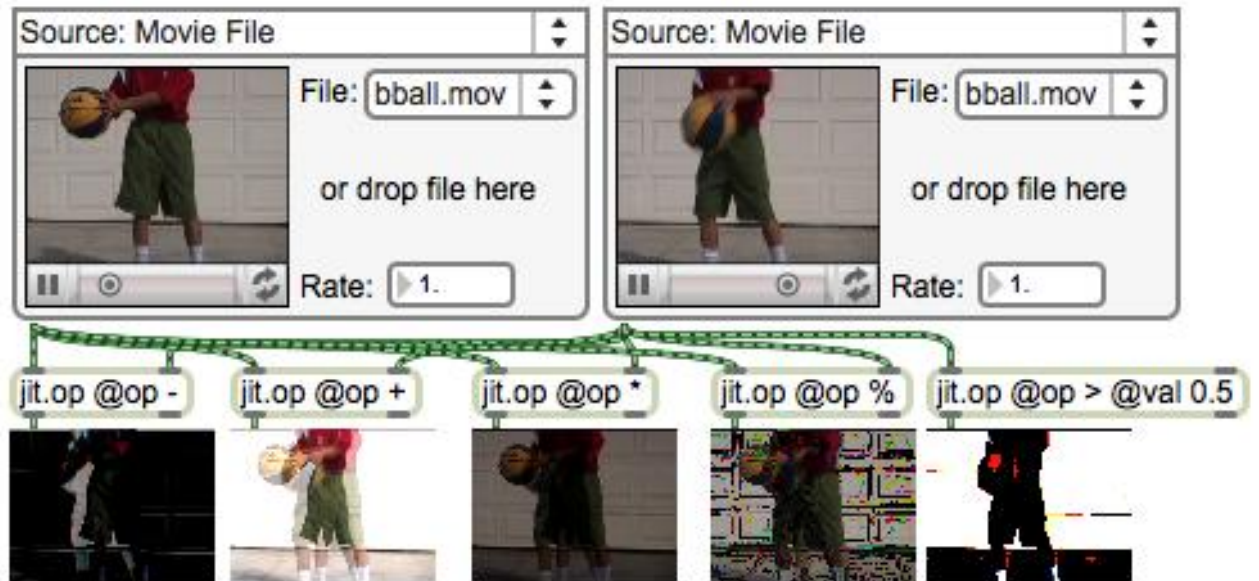 Source: Movie File
File: bball.mov
or drop file here
Rate: 1.
Source: Movie File
File: bball.mov
or drop file here
Rate: 1.
jit.op @op -
jit.op @op +
jit.op @op *
jit.op @op %
jit.op @op > @val 0.5